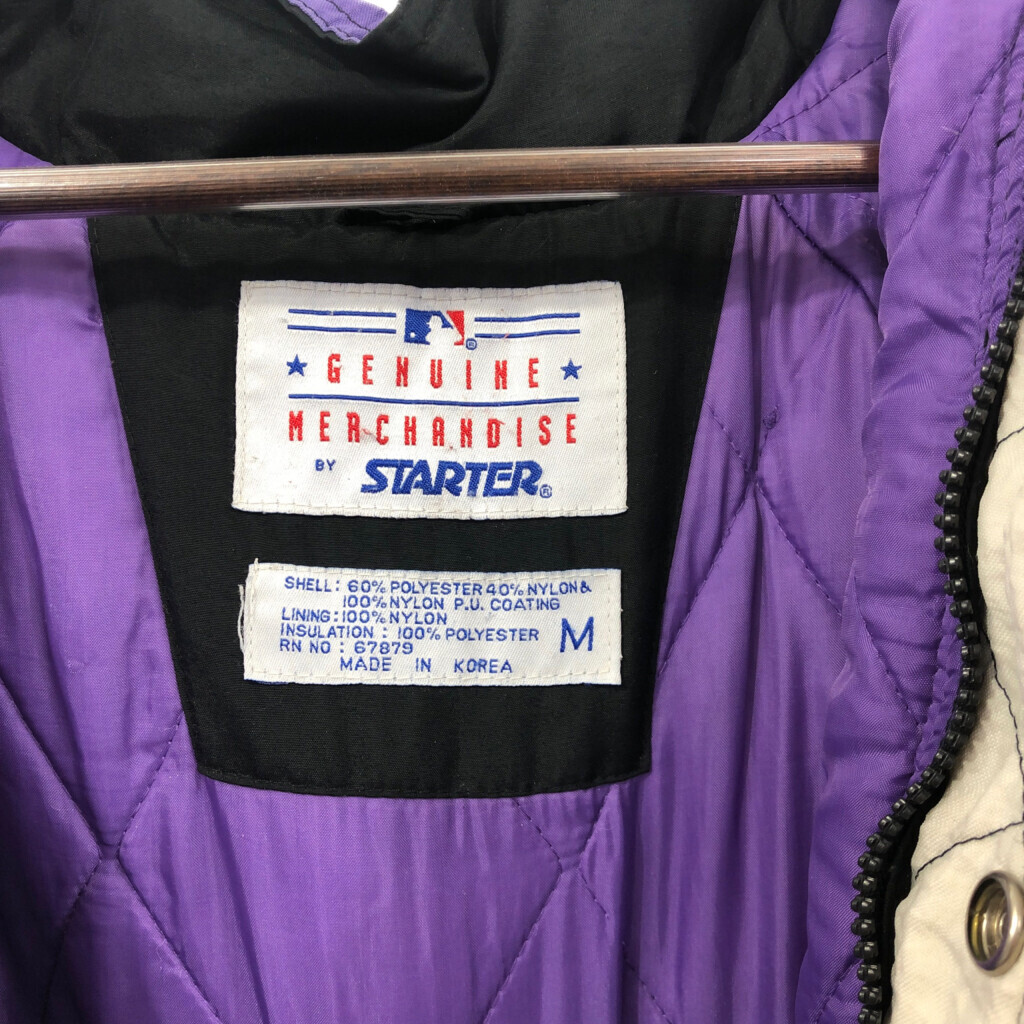 GENUINE
MERCHANDISE
BY STARTER®
SHELL: 60% POLYESTER 40% NYLON &
100% NYLON P.U. COATING
LINING: 100% NYLON
INSULATION : 100% POLYESTER
RN NO : 67879
MADE IN KOREA
M